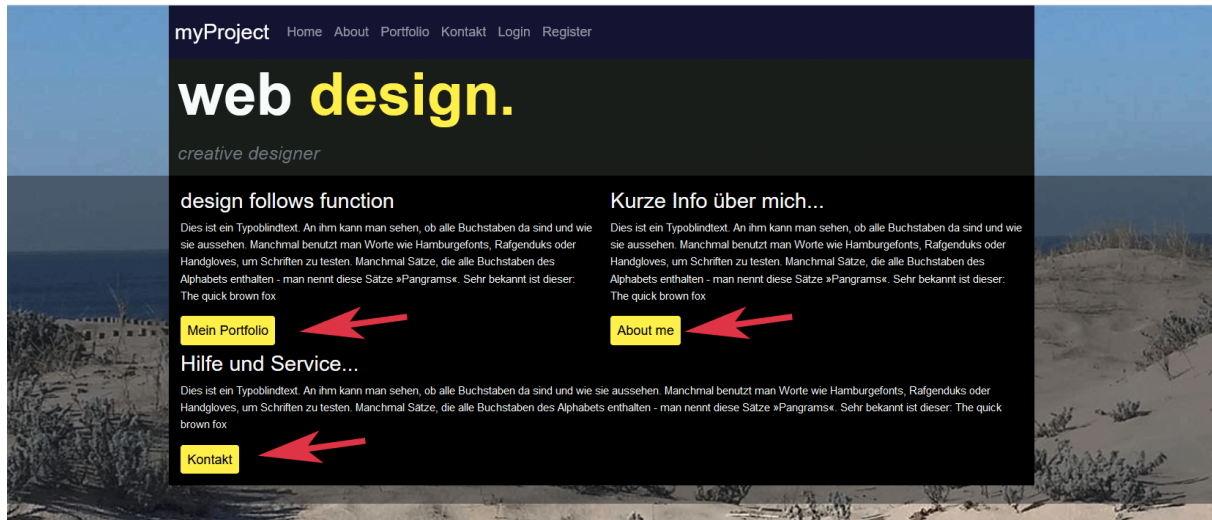 myProject Home About Portfolio Kontakt Login Register
web design.
creative designer
design follows function
Dies ist ein Typoblindtext. An ihm kann man sehen, ob alle Buchstaben da sind und wie
sie aussehen. Manchmal benutzt man Worte wie Hamburgefonts, Rafgenduks oder
Handgloves, um Schriften zu testen. Manchmal Sätze, die alle Buchstaben des
Alphabets enthalten - man nennt diese Sätze »Pangrams«. Sehr bekannt ist dieser:
The quick brown fox
Mein Portfolio
Kurze Info über mich...
Dies ist ein Typoblindtext. An ihm kann man sehen, ob alle Buchstaben da sind und wie
sie aussehen. Manchmal benutzt man Worte wie Hamburgefonts, Rafgenduks oder
Handgloves, um Schriften zu testen. Manchmal Sätze, die alle Buchstaben des
Alphabets enthalten - man nennt diese Sätze »Pangrams«. Sehr bekannt ist dieser:
The quick brown fox
About me
Hilfe und Service...
Dies ist ein Typoblindtext. An ihm kann man sehen, ob alle Buchstaben da sind und wie sie aussehen. Manchmal benutzt man Worte wie Hamburgefonts, Rafgenduks oder
Handgloves, um Schriften zu testen. Manchmal Sätze, die alle Buchstaben des Alphabets enthalten - man nennt diese Sätze »Pangrams«. Sehr bekannt ist dieser: The quick
brown fox
Kontakt